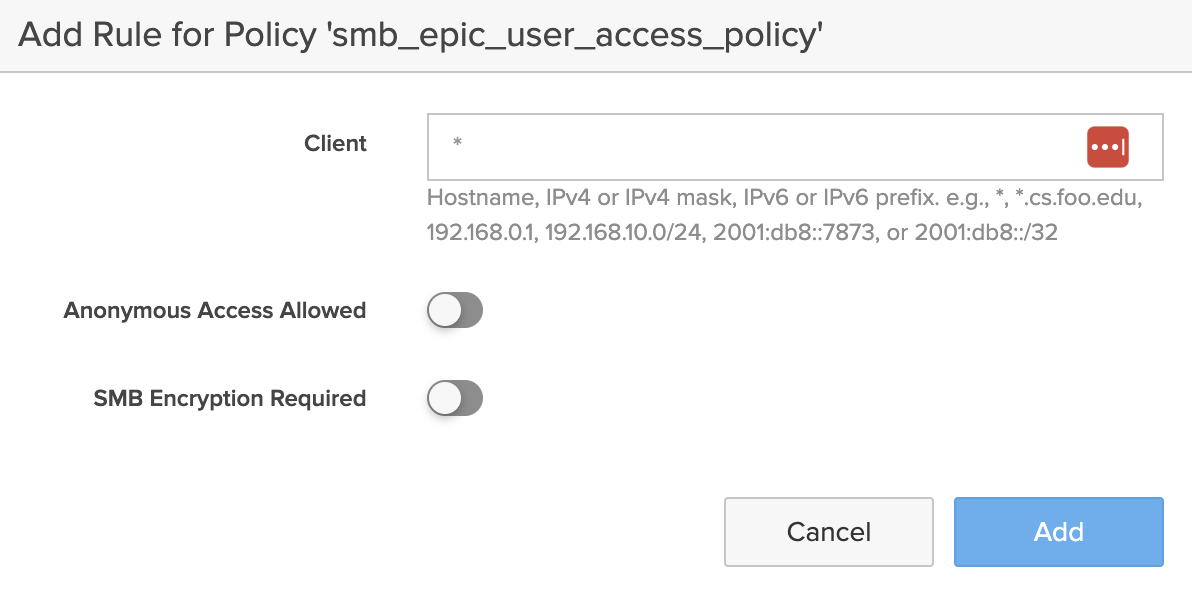 Add Rule for Policy 'smb_epic_user_access_policy'
Client
*
Hostname, IPv4 or IPv4 mask, IPv6 or IPv6 prefix. e.g., *, *.cs.foo.edu,
192.168.0.1, 192.168.10.0/24, 2001:db8::7873, or 2001:db8::/32
Anonymous Access Allowed
SMB Encryption Required
Cancel
Add